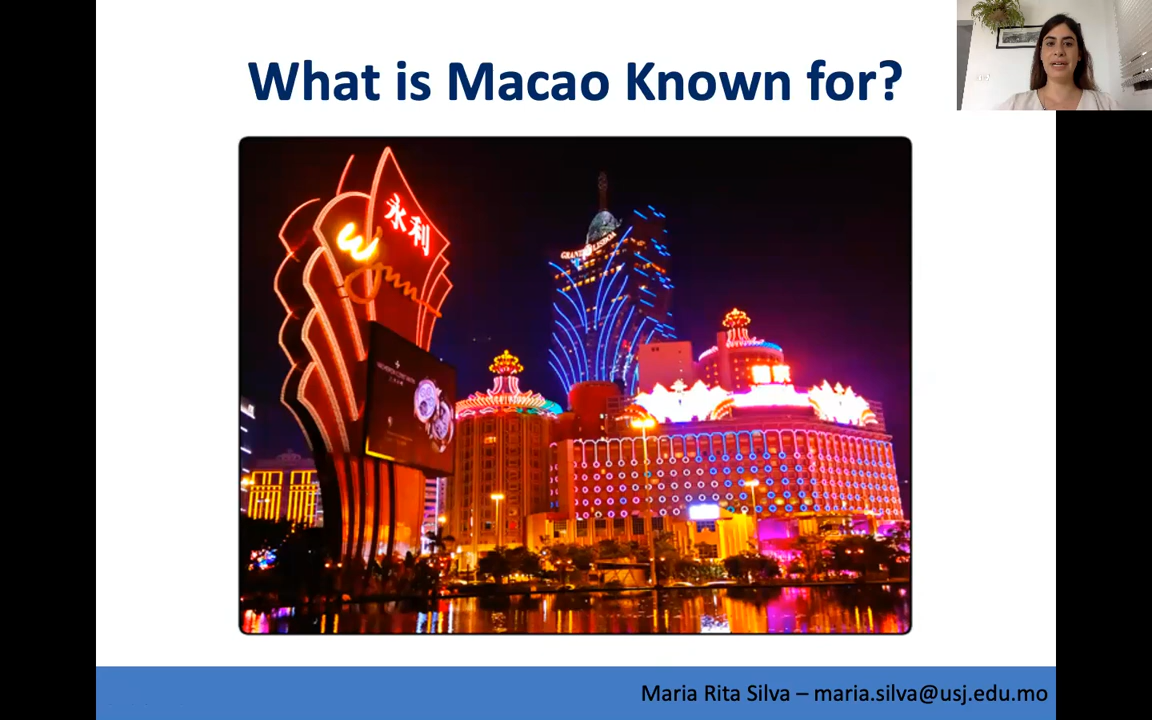 What is Macao Known for?
永利
wynn
GRAND LISBOA
Maria Rita Silva – maria.silva@usj.edu.mo